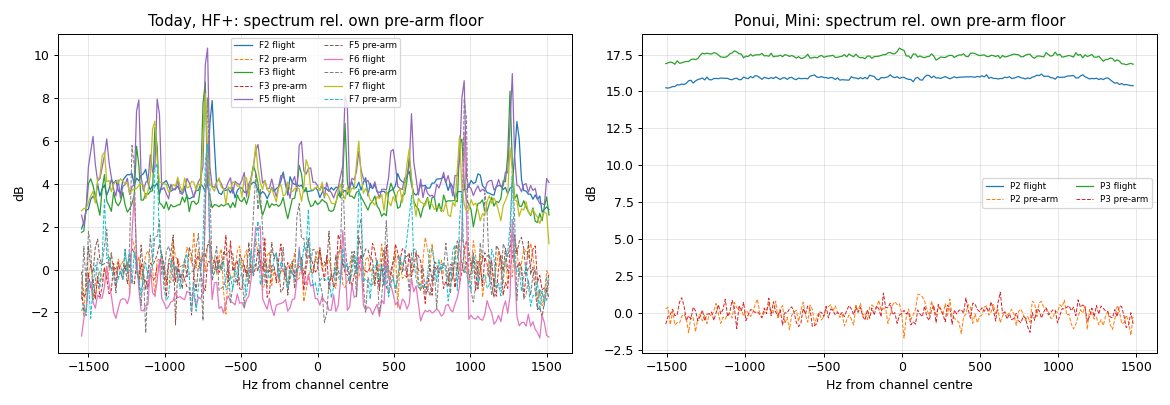 Today, HF+: spectrum rel. own pre-arm floor
dB
10
8
6
4
2
0
−2
F2 flight
F2 pre-arm
F3 flight
F3 pre-arm
F5 flight
F5 pre-arm
F6 flight
F6 pre-arm
F7 flight
F7 pre-arm
−1500 −1000 −500 0 500 1000 1500
Hz from channel centre
Ponui, Mini: spectrum rel. own pre-arm floor
dB
17.5
15.0
12.5
10.0
7.5
5.0
2.5
0.0
−2.5
P2 flight
P2 pre-arm
P3 flight
P3 pre-arm
−1500 −1000 −500 0 500 1000 1500
Hz from channel centre